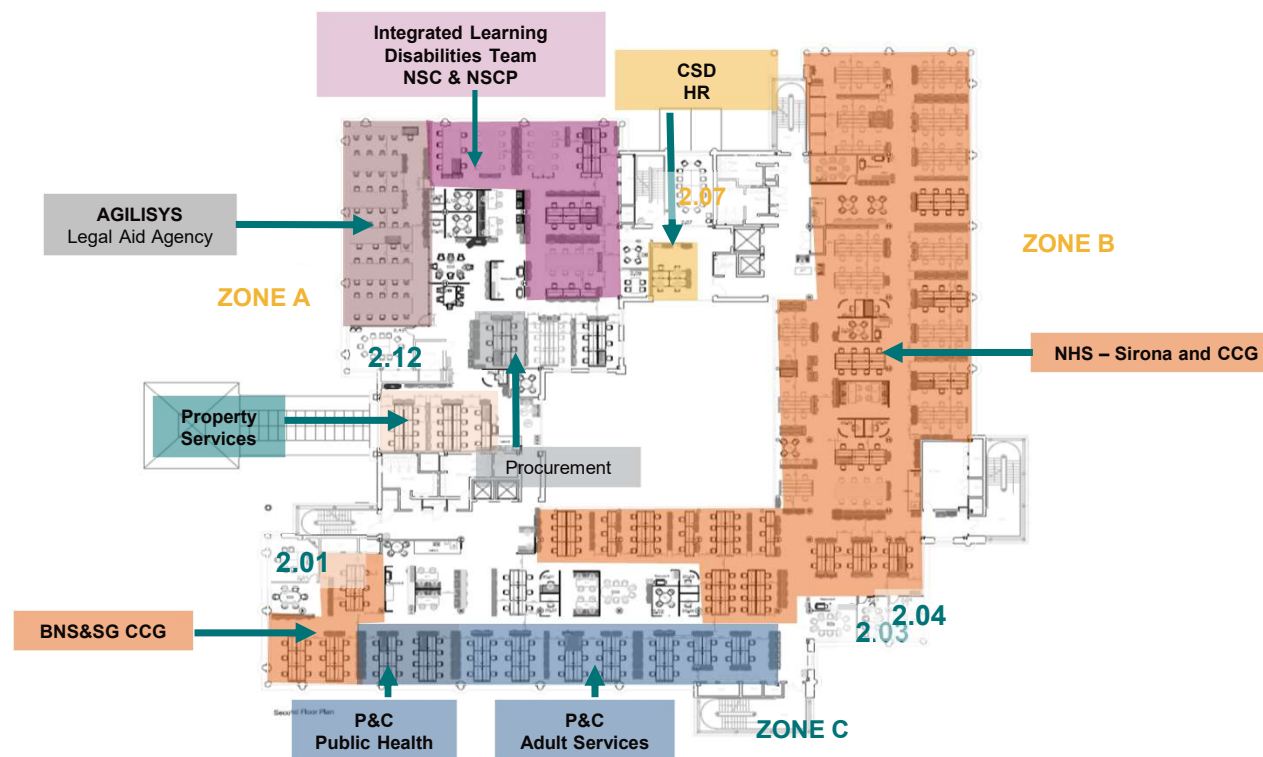 Integrated Learning
Disabilities Team
NSC & NSCP
CSD
HR
2.07
AGILISYS
Legal Aid Agency
ZONE B
ZONE A
2.12
NHS – Sirona and CCG
Property
Services
Procurement
2.01
2.04
2.03
BNS&SG CCG
Second Floor Plan
P&C
Public Health
P&C
Adult Services
ZONE C